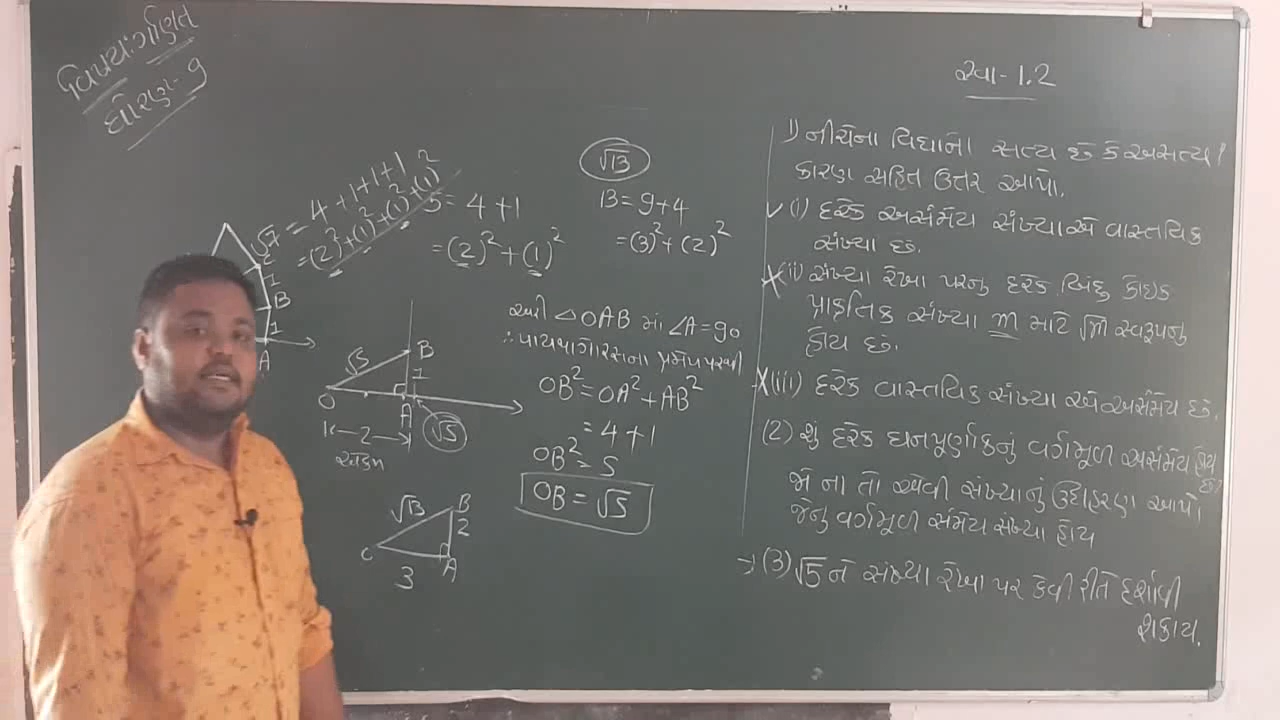 વિષય:ગણિત
ધોરણ-9
√7 = 4+1+1+1
=(2)²+(1)²+(1)²+(1)²
5= 4+1
=(2)²+(1)²
√13
13=9+4
=(3)²+(2)²
1
B
1
A
√5
B
1
O
A
1
2
√5
એકમ
અહીં △OAB માં ∠A=90
∴ પાયથાગોરસના પ્રમેય પરથી
OB²=OA²+AB²
= 4+1
OB²= 5
OB = √5
√13
B
2
C
A
3
સ્વા-1.2
1) નીચેના વિધાનો સત્ય છે કે અસત્ય?
કારણ સહિત ઉત્તર આપો.
✓(i) દરેક અસંમેય સંખ્યા એ વાસ્તવિક
સંખ્યા છે.
X(ii) સંખ્યા રેખા પરનુ દરેક બિંદુ કોઇક
પ્રાકૃતિક સંખ્યા m માટે √m સ્વરૂપનુ
હોય છે.
X(iii) દરેક વાસ્તવિક સંખ્યા એ અસંમેય છે.
(2) શું દરેક ધનપૂર્ણાંકનું વર્ગમૂળ અસંમેય હોય
છે?
જો ના તો એવી સંખ્યાનું ઉદાહરણ આપો
જેનુ વર્ગમૂળ સંમેય સંખ્યા હોય
→ (3) √5 ને સંખ્યા રેખા પર કેવી રીતે દર્શાવી
શકાય.